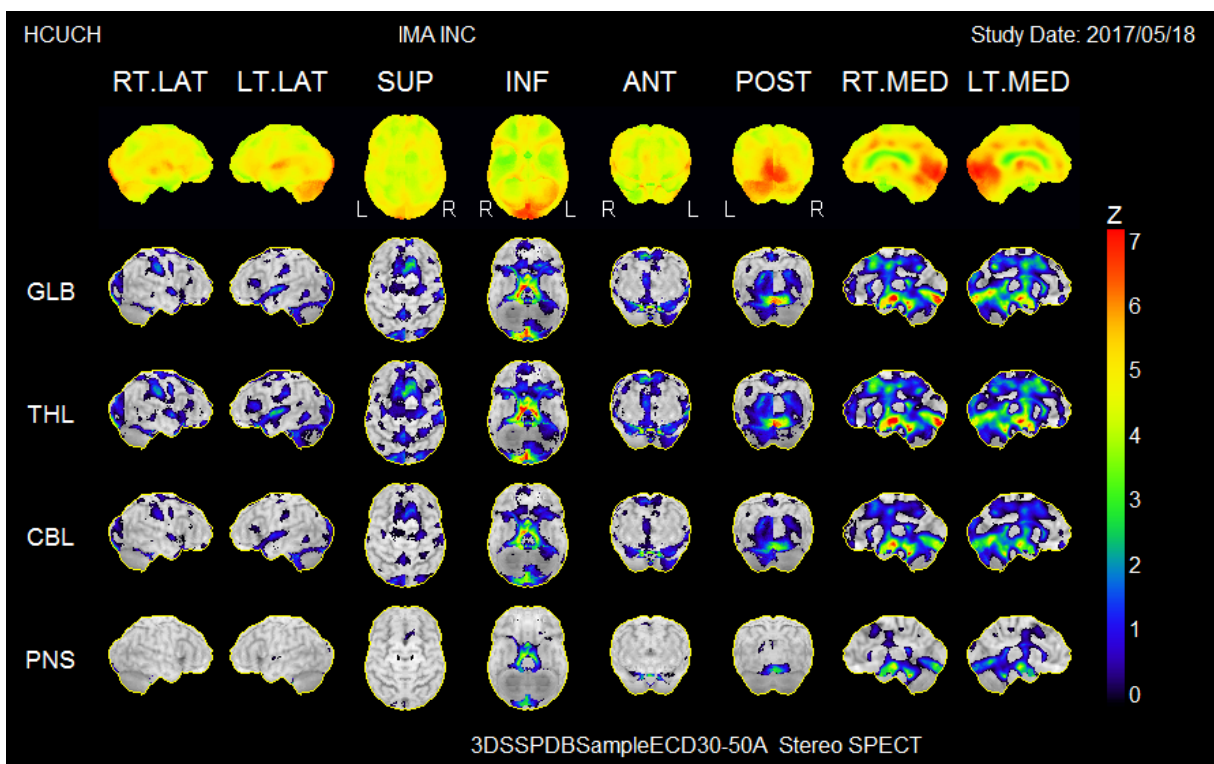 HCUCH IMA INC Study Date: 2017/05/18
RT.LAT LT.LAT SUP INF ANT POST RT.MED LT.MED
L R R L R L L R
Z
7
GLB
6
5
THL
4
3
CBL
2
1
PNS
0
3DSSPDBSampleECD30-50A Stereo SPECT